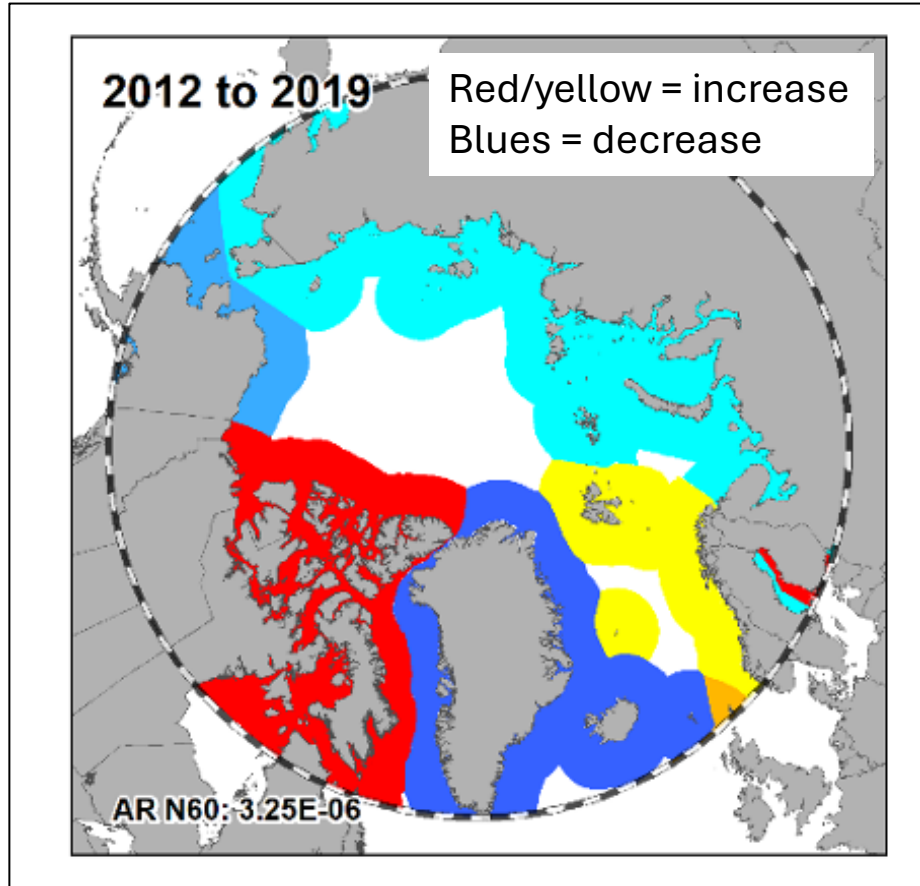 2012 to 2019
Red/yellow = increase
Blues = decrease
AR N60: 3.25E-06